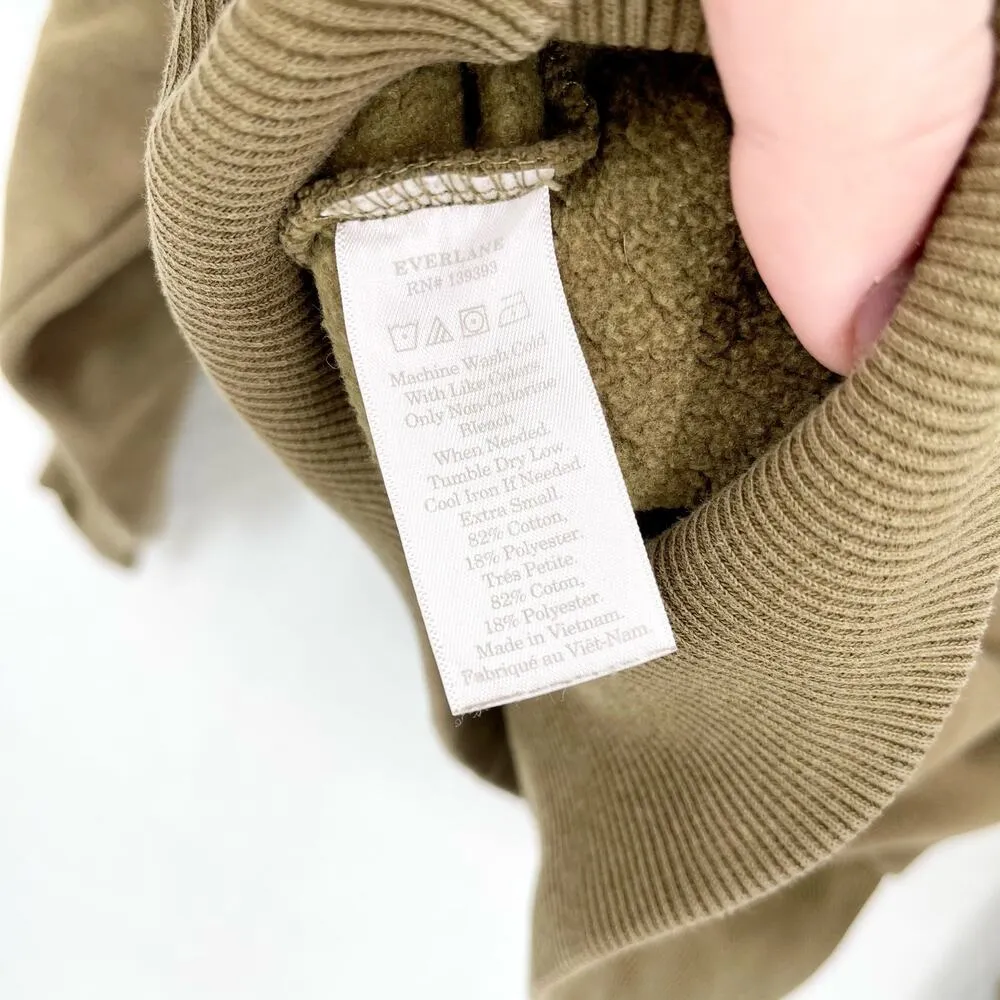 EVERLANE
RN# 139393
Machine Wash Cold
With Like Colors
Only Non-Chlorine
Bleach
When Needed.
Tumble Dry Low.
Cool Iron If Needed.
Extra Small.
82% Cotton,
18% Polyester.
Trés Petite.
82% Coton,
18% Polyester.
Made in Vietnam.
Fabriqué au Viêt-Nam.